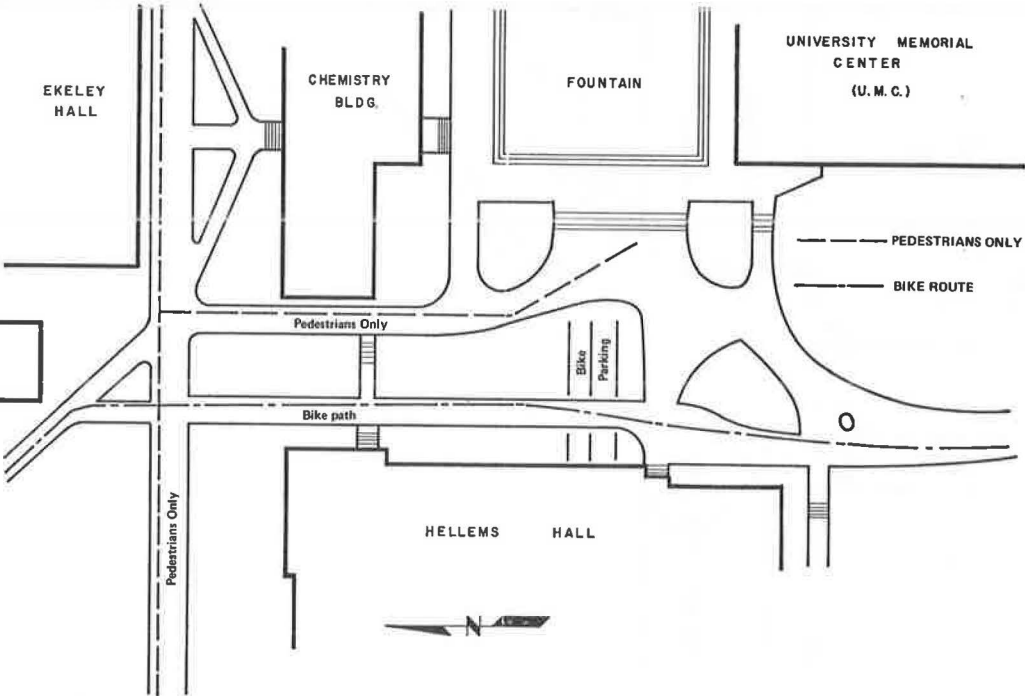 EKELEY
HALL
CHEMISTRY
BLDG.
FOUNTAIN
UNIVERSITY MEMORIAL
CENTER
(U.M.C.)
PEDESTRIANS ONLY
BIKE ROUTE
Pedestrians Only
Bike
Parking
Bike path
Pedestrians Only
HELLEMS HALL
N